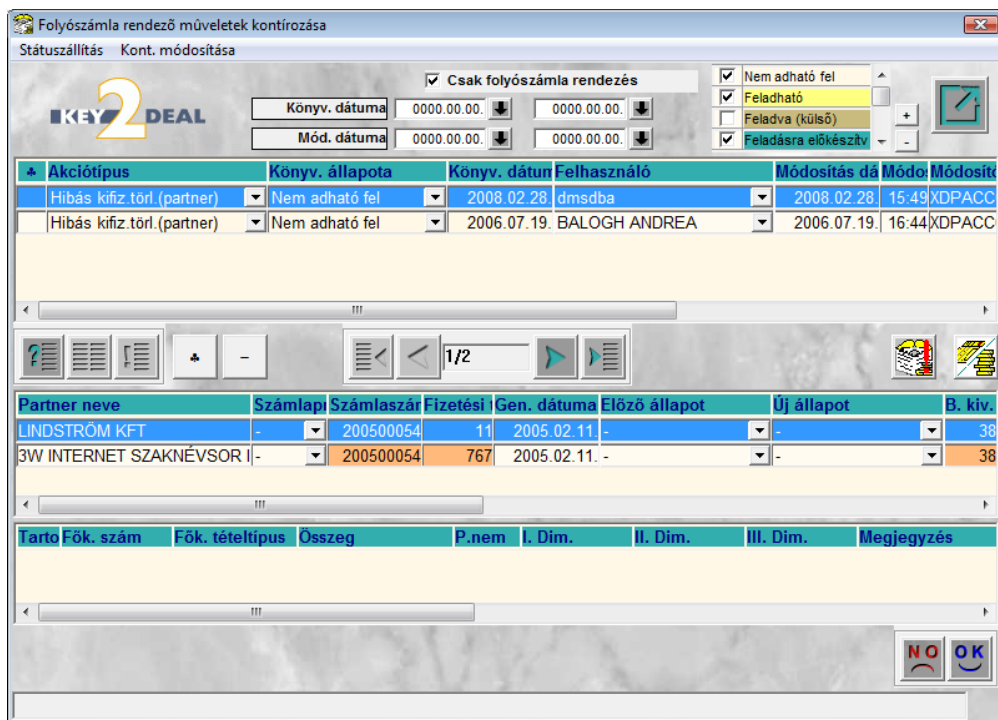 Folyószámla rendező műveletek kontírozása
Státuszállítás Kont. módosítása
KEY 2 DEAL
Csak folyószámla rendezés
Könyv. dátuma 0000.00.00. 0000.00.00.
Mód. dátuma 0000.00.00. 0000.00.00.
Nem adható fel
Feladható
Feladva (külső)
Feladásra előkészítv
+
-
Akciótípus Könyv. állapota Könyv. dátum Felhasználó Módosítás dá Módos Módosító
Hibás kifiz.törl.(partner) Nem adható fel 2008.02.28. dmsdba 2008.02.28. 15:49 XDPACC
Hibás kifiz.törl.(partner) Nem adható fel 2006.07.19. BALOGH ANDREA 2006.07.19. 16:44 XDPACC
1/2
Partner neve Számlapr Számlaszár Fizetési Gen. dátuma Előző állapot Új állapot B. kiv.
LINDSTRÖM KFT - 200500054 11 2005.02.11. - - 38
3W INTERNET SZAKNÉVSOR I - 200500054 767 2005.02.11. - - 38
Tarto Fők. szám Fők. tételtípus Összeg P.nem I. Dim. II. Dim. III. Dim. Megjegyzés
NO OK